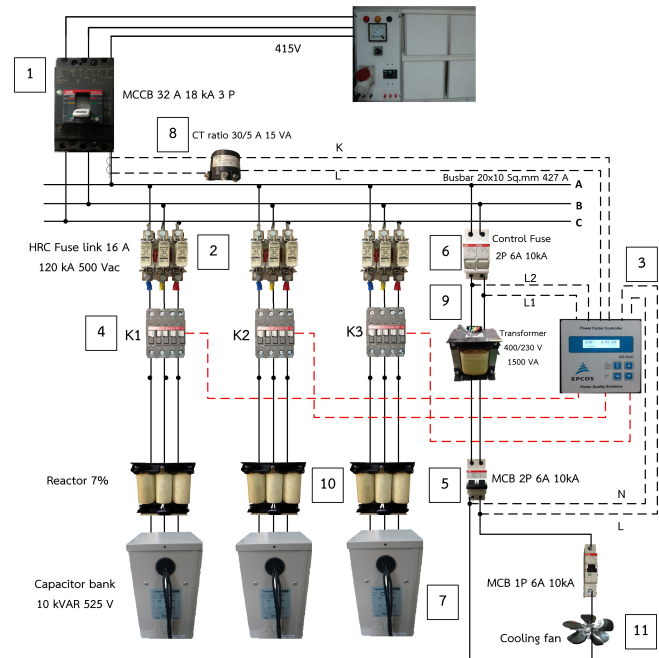 415V
1
MCCB 32 A 18 kA 3 P
8
CT ratio 30/5 A 15 VA
K
L
Busbar 20x10 Sq.mm 427 A
A
B
C
HRC Fuse link 16 A
120 kA 500 Vac
2
6
Control Fuse
2P 6A 10kA
3
L2
L1
9
4
K1
K2
K3
Transformer
400/230 V
1500 VA
Power Factor Controller
EPCOS
Power Quality Solutions
Reactor 7%
10
5
MCB 2P 6A 10kA
N
L
Capacitor bank
10 kVAR 525 V
7
MCB 1P 6A 10kA
Cooling fan
11